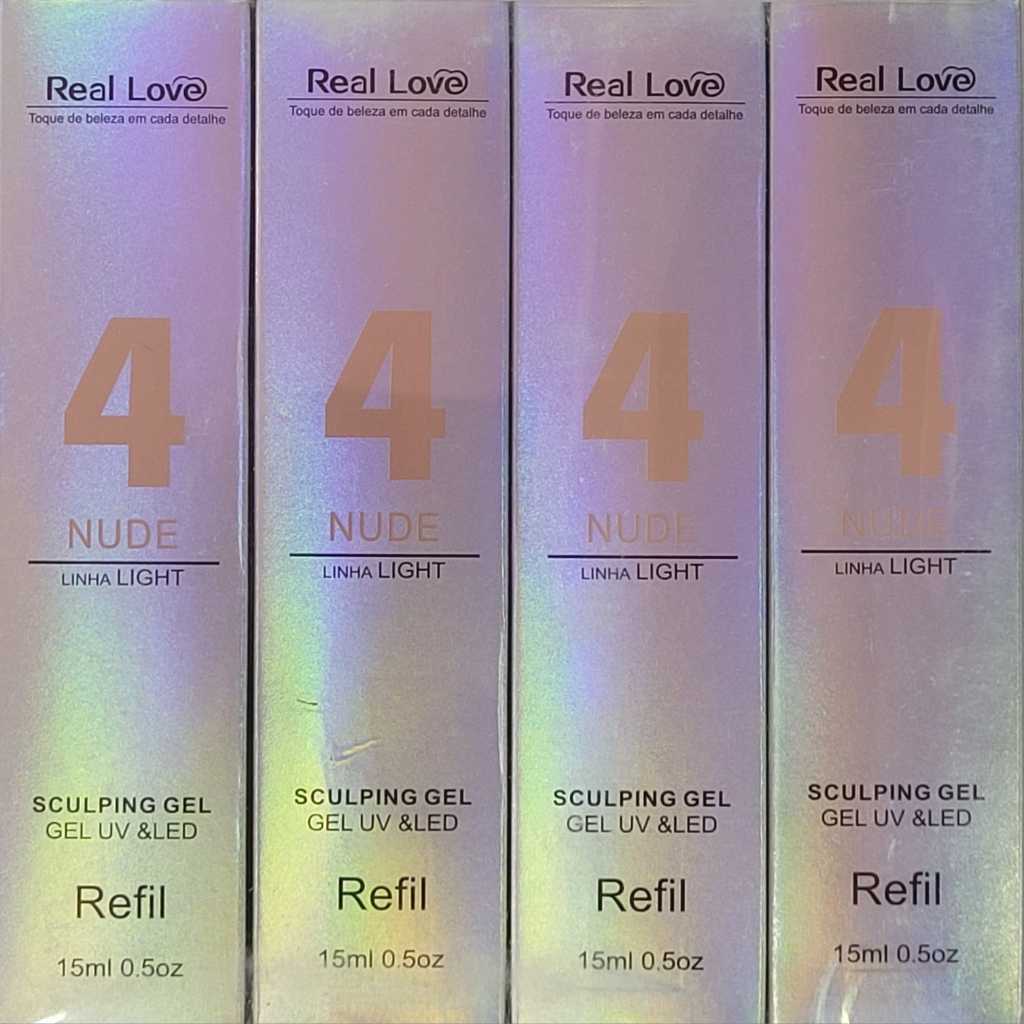 Real Love
Toque de beleza em cada detalhe
4
NUDE
LINHA LIGHT
SCULPING GEL
GEL UV &LED
Refil
15ml 0.5oz
Real Love
Toque de beleza em cada detalhe
4
NUDE
LINHA LIGHT
SCULPING GEL
GEL UV &LED
Refil
15ml 0.5oz
Real Love
Toque de beleza em cada detalhe
4
NUDE
LINHA LIGHT
SCULPING GEL
GEL UV &LED
Refil
15ml 0.5oz
Real Love
Toque de beleza em cada detalhe
4
NUDE
LINHA LIGHT
SCULPING GEL
GEL UV &LED
Refil
15ml 0.5oz